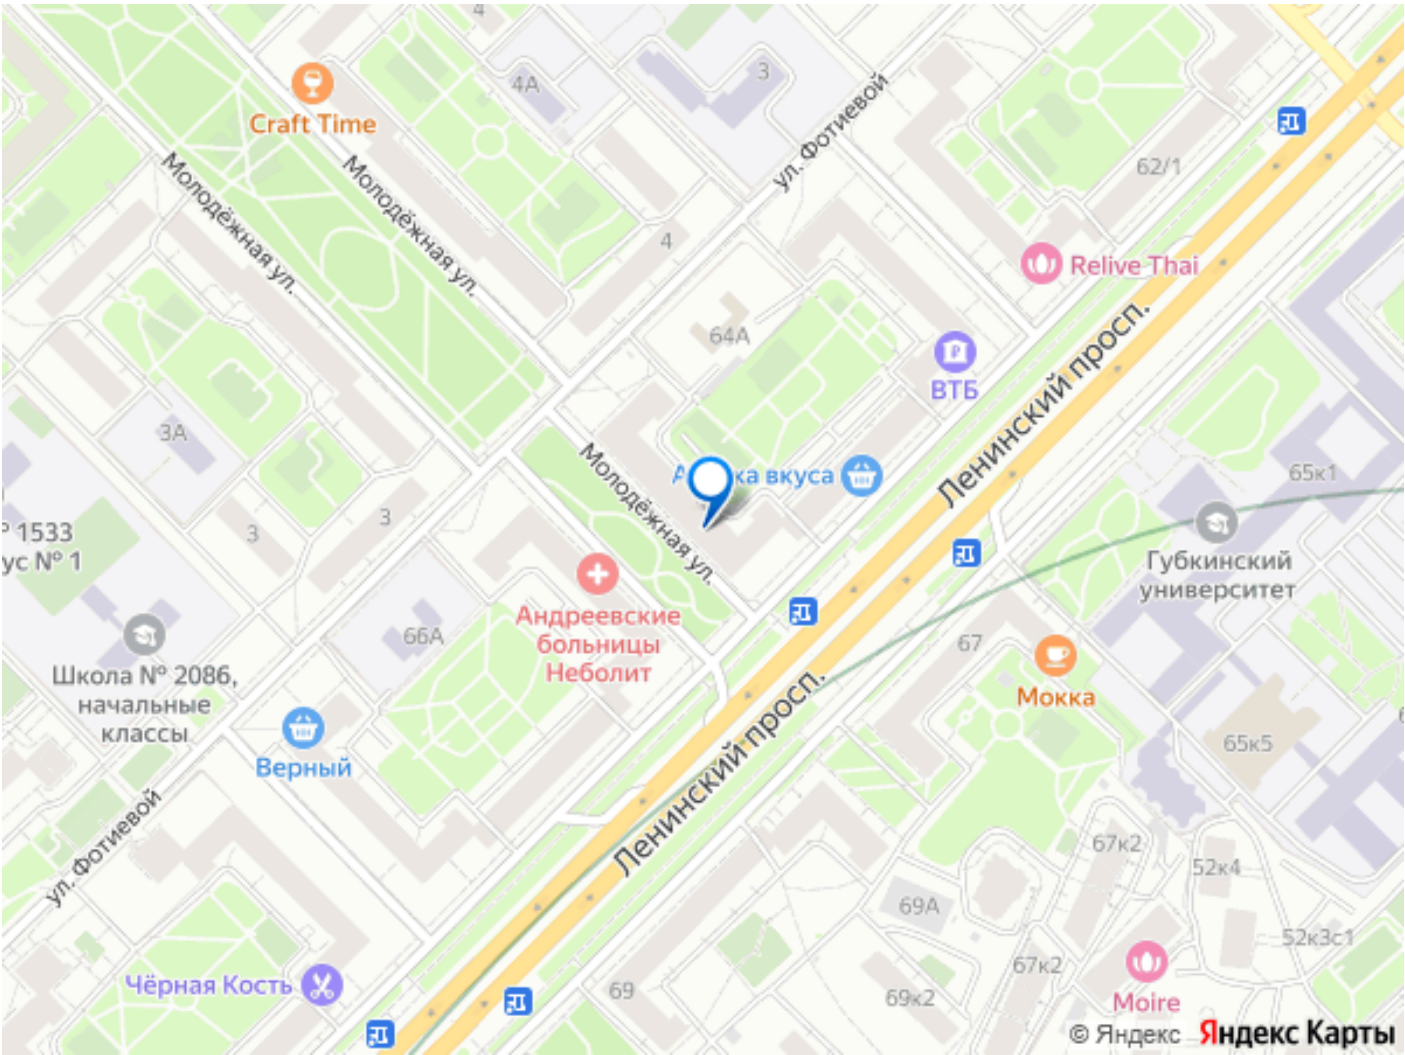 4
4А
3
Craft Time
ул. Фотиевой
62/1
Молодёжная ул.
Молодёжная ул.
4
Relive Thai
64А
ВТБ
Ленинский просп.
3А
вкуса
65к1
Молодёжная ул.
3
3
1533
№ 1
Губкинский
университет
Андреевские
больницы
Неболит
66А
67
Школа № 2086,
начальные
классы
Мокка
Верный
65к5
Ленинский просп.
ул. Фотиевой
67к2
52к4
69А
52к3с1
67к2
Чёрная Кость
69
69к2
Moire
© Яндекс Яндекс Карты